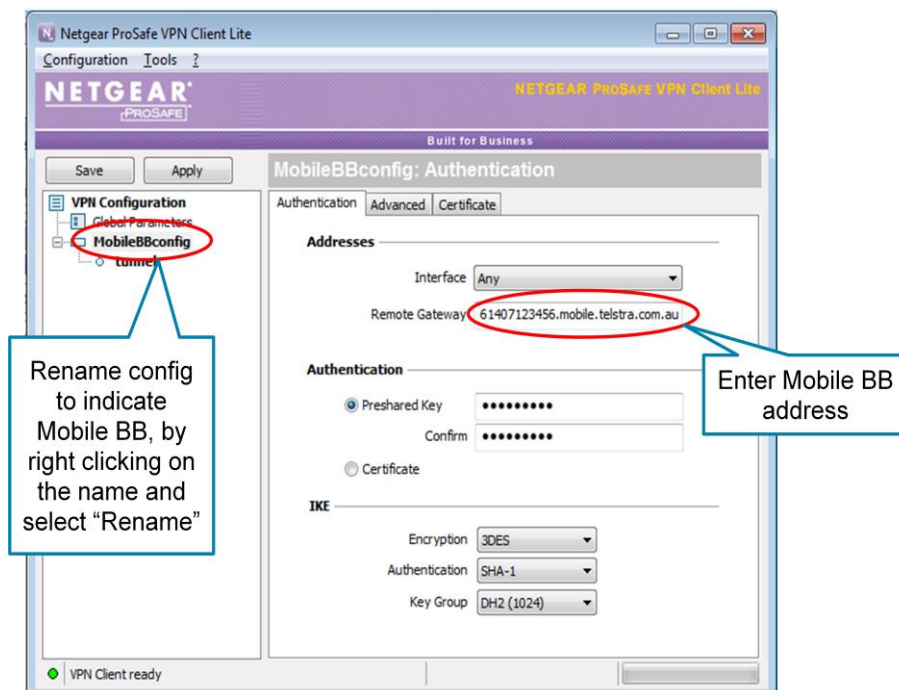 Netgear ProSafe VPN Client Lite
Configuration Tools ?
NETGEAR®
PROSAFE
NETGEAR PROSAFE VPN Client Lite
Built for Business
Save
Apply
MobileBBconfig: Authentication
VPN Configuration
Global Parameters
MobileBBconfig
tunnel
Authentication
Advanced
Certificate
Addresses
Interface
Any
Remote Gateway
61407123456.mobile.telstra.com.au
Authentication
Preshared Key
•••••••••
Confirm
•••••••••
Certificate
IKE
Encryption
3DES
Authentication
SHA-1
Key Group
DH2 (1024)
VPN Client ready
Rename config
to indicate
Mobile BB, by
right clicking on
the name and
select “Rename”
Enter Mobile BB
address